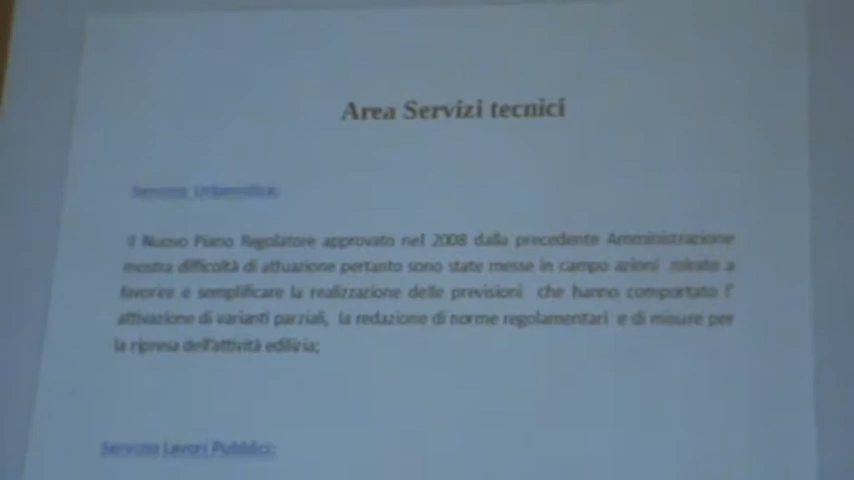 Area Servizi tecnici
Servizio Urbanistica:
Il Nuovo Piano Regolatore approvato nel 2008 dalla precedente Amministrazione
mostra difficoltà di attuazione pertanto sono state messe in campo azioni mirate a
favorire e semplificare la realizzazione delle previsioni che hanno comportato l'
attivazione di varianti parziali, la redazione di norme regolamentari e di misure per
la ripresa dell'attività edilizia;
Servizio Lavori Pubblici: